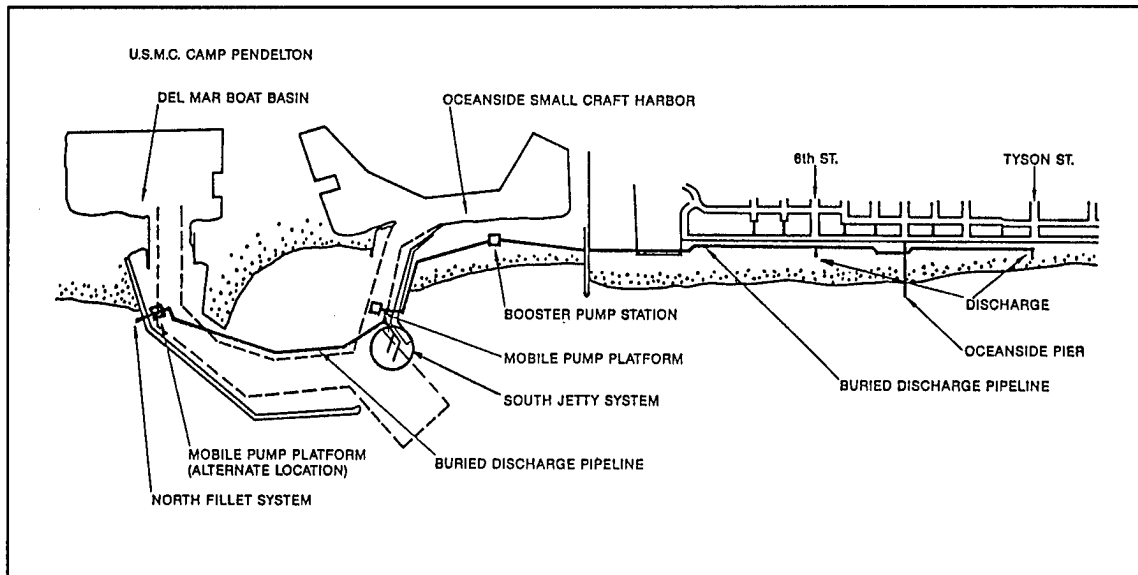 U.S.M.C. CAMP PENDELTON
DEL MAR BOAT BASIN
OCEANSIDE SMALL CRAFT HARBOR
6th ST.
TYSON ST.
BOOSTER PUMP STATION
DISCHARGE
MOBILE PUMP PLATFORM
OCEANSIDE PIER
BURIED DISCHARGE PIPELINE
SOUTH JETTY SYSTEM
MOBILE PUMP PLATFORM
(ALTERNATE LOCATION)
BURIED DISCHARGE PIPELINE
NORTH FILLET SYSTEM